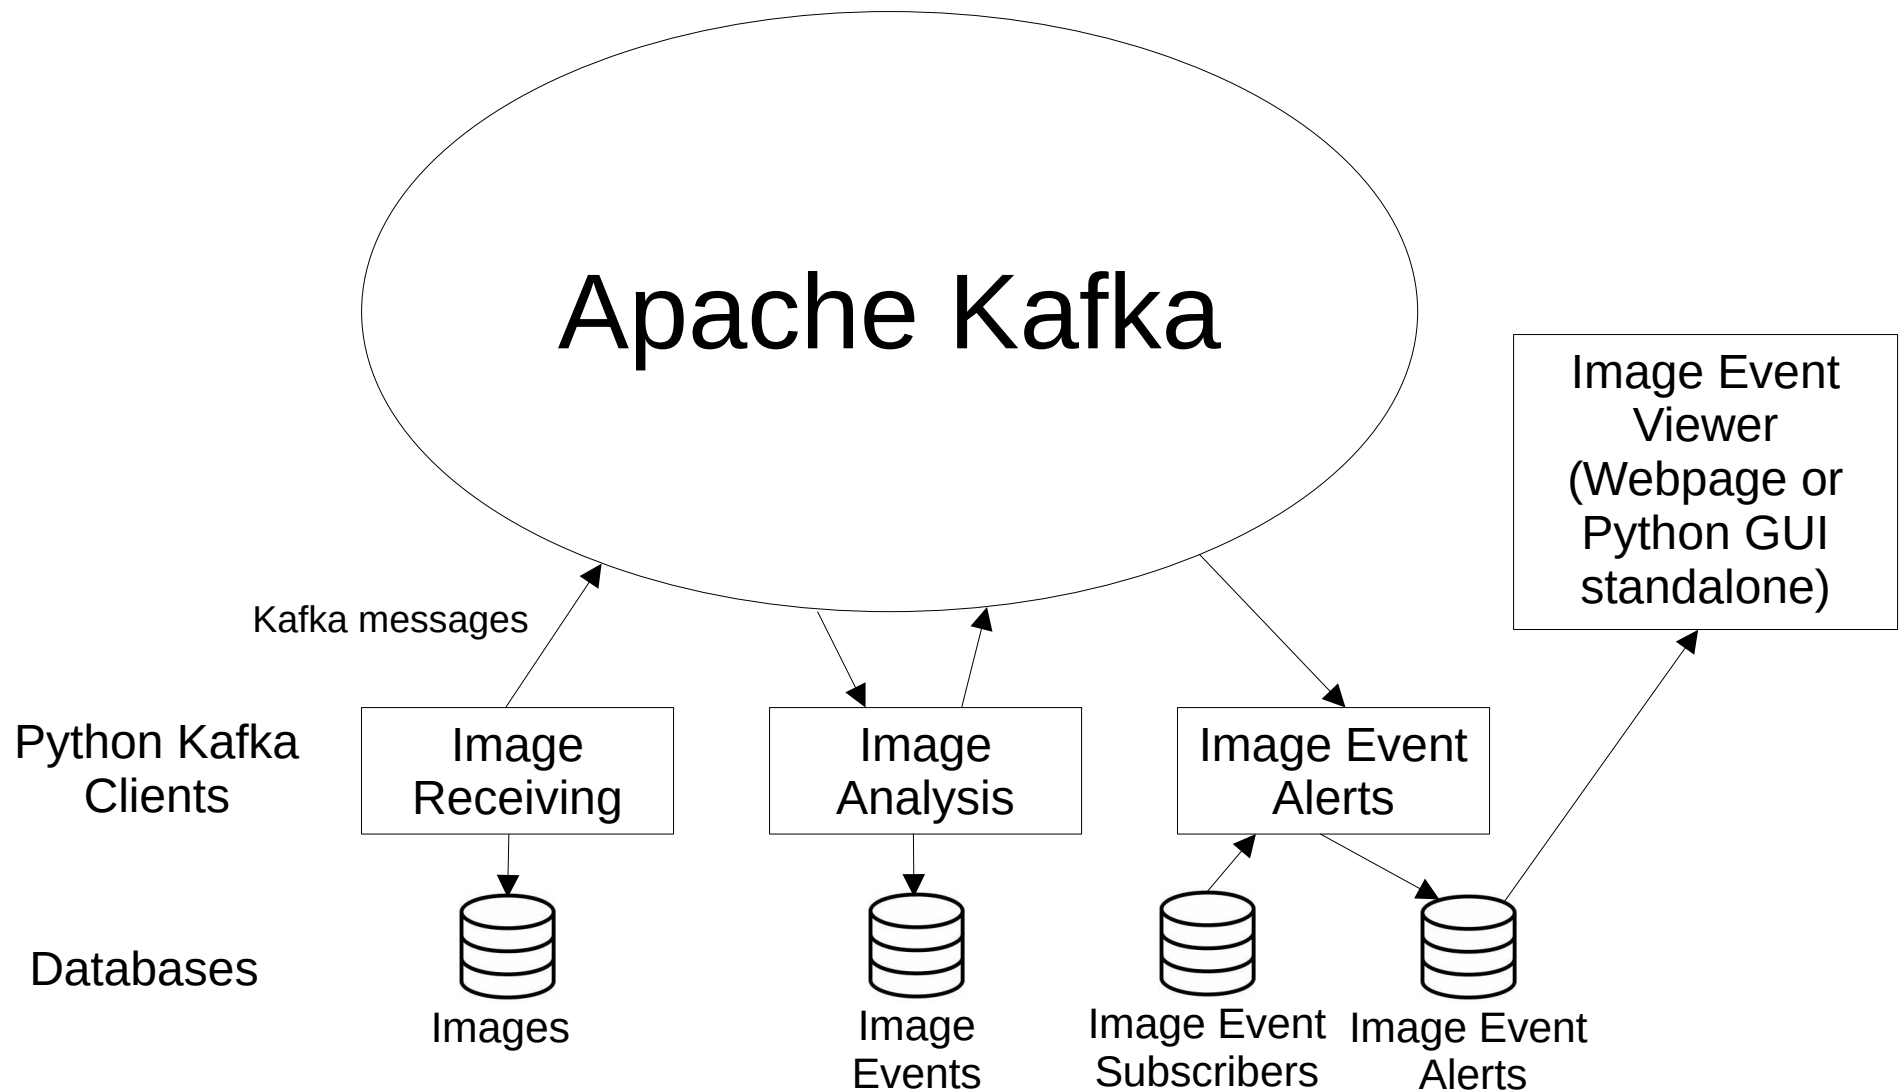 Apache Kafka
Image Event
Viewer
(Webpage or
Python GUI
standalone)
Kafka messages
Python Kafka
Clients
Image
Receiving
Image
Analysis
Image Event
Alerts
Databases
Images
Image
Events
Image Event
Subscribers
Image Event
Alerts